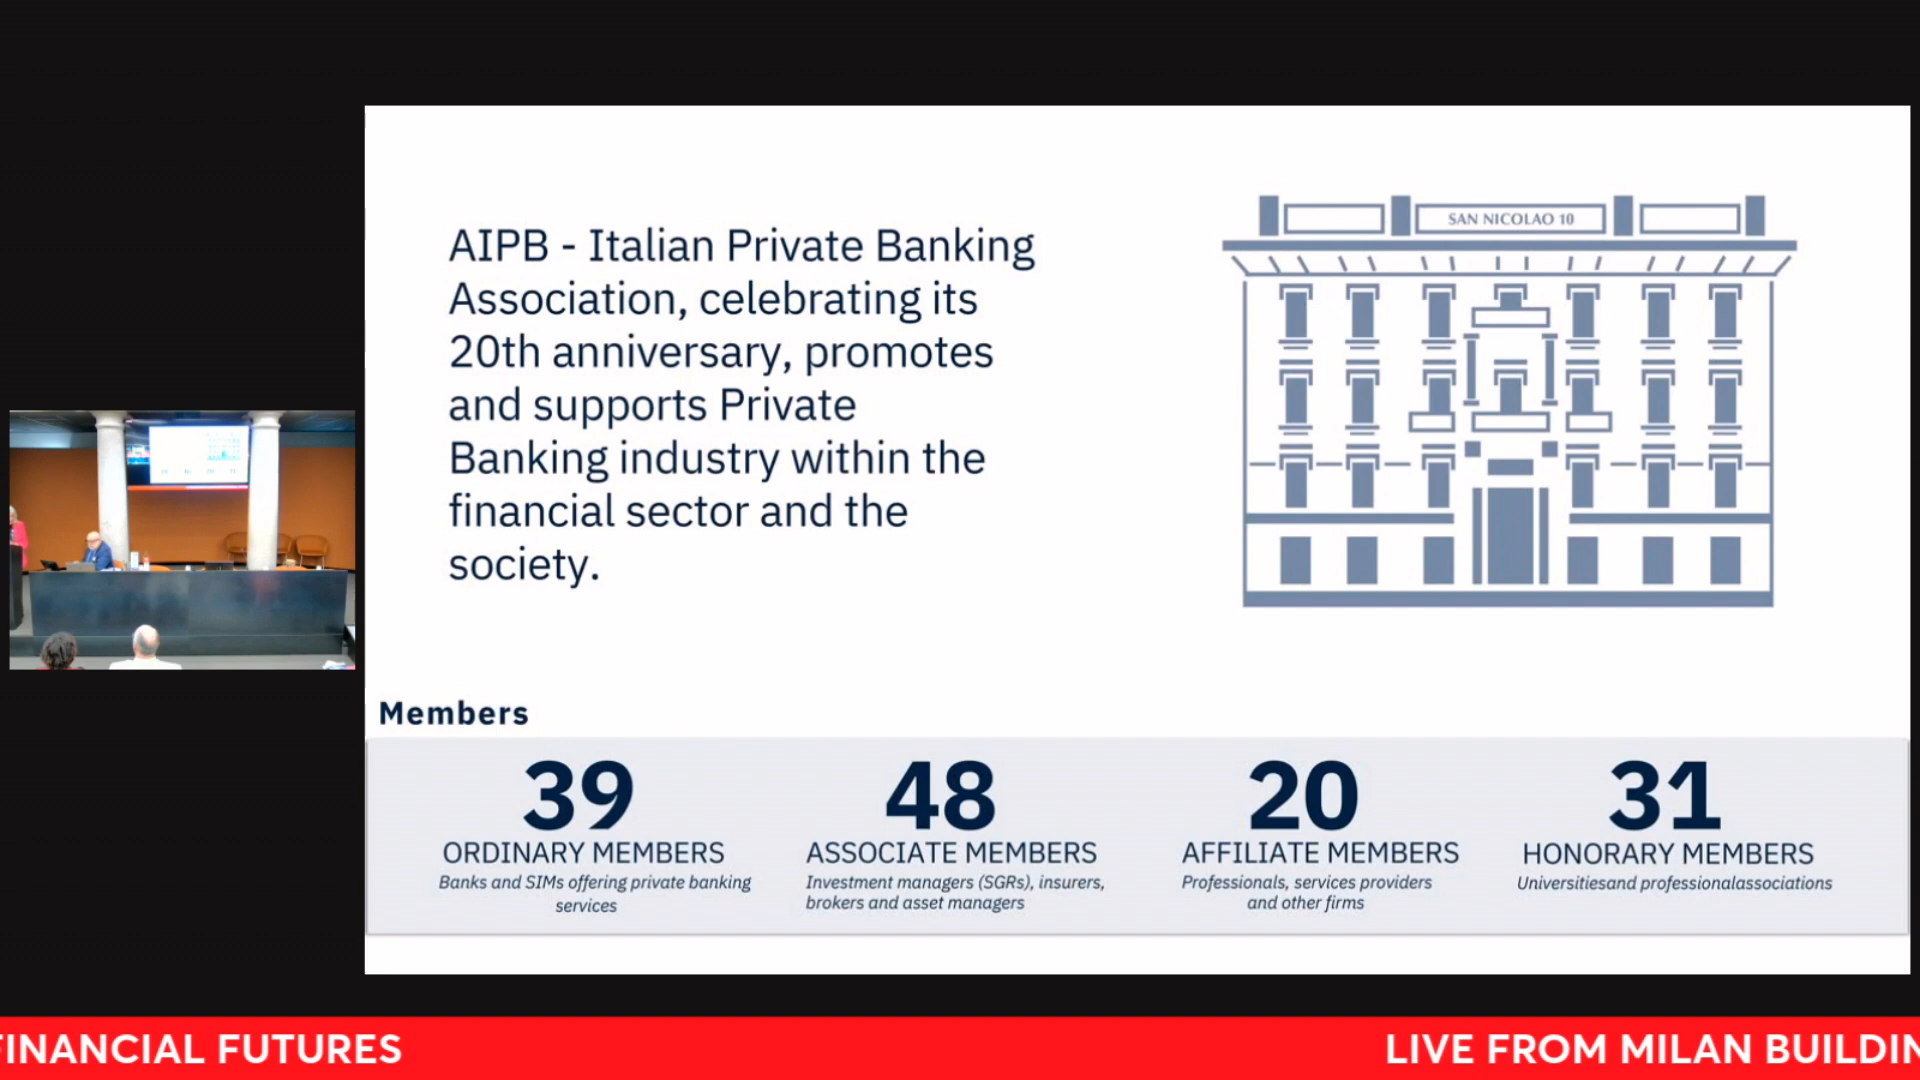 SAN NICOLAO 10
AIPB - Italian Private Banking
Association, celebrating its
20th anniversary, promotes
and supports Private
Banking industry within the
financial sector and the
society.
Members
39
ORDINARY MEMBERS
Banks and SIMs offering private banking
services
48
ASSOCIATE MEMBERS
Investment managers (SGRs), insurers,
brokers and asset managers
20
AFFILIATE MEMBERS
Professionals, services providers
and other firms
31
HONORARY MEMBERS
Universitiesand professionalassociations
FINANCIAL FUTURES
LIVE FROM MILAN BUILDIN